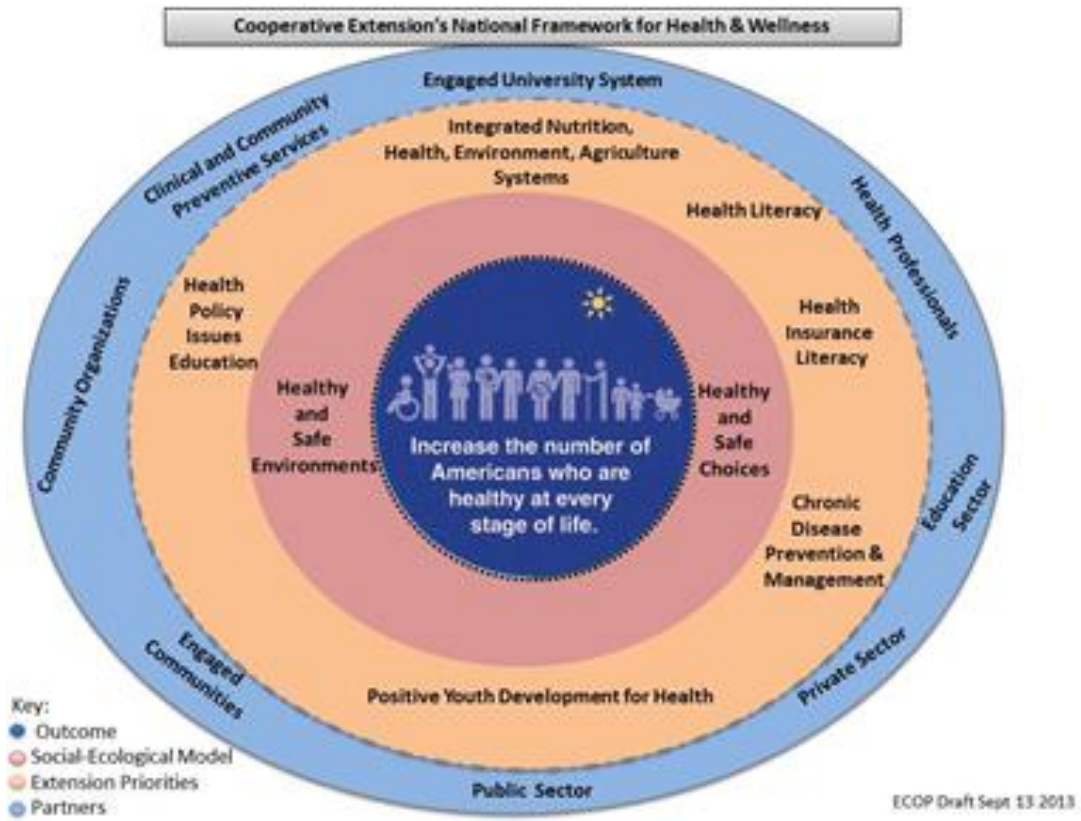 Cooperative Extension's National Framework for Health & Wellness
Engaged University System
Clinical and Community
Preventive Services
Integrated Nutrition,
Health, Environment, Agriculture
Systems
Health Literacy
Health Professionals
Health
Policy
Issues
Education
Health
Insurance
Literacy
Community Organizations
Healthy
and
Safe
Environments
Increase the number of
Americans who are
healthy at every
stage of life.
Healthy
and
Safe
Choices
Education
Sector
Chronic
Disease
Prevention &
Management
Engaged
Communities
Positive Youth Development for Health
Private Sector
Public Sector
Key:
Outcome
Social-Ecological Model
Extension Priorities
Partners
ECOP Draft Sept 13 2013